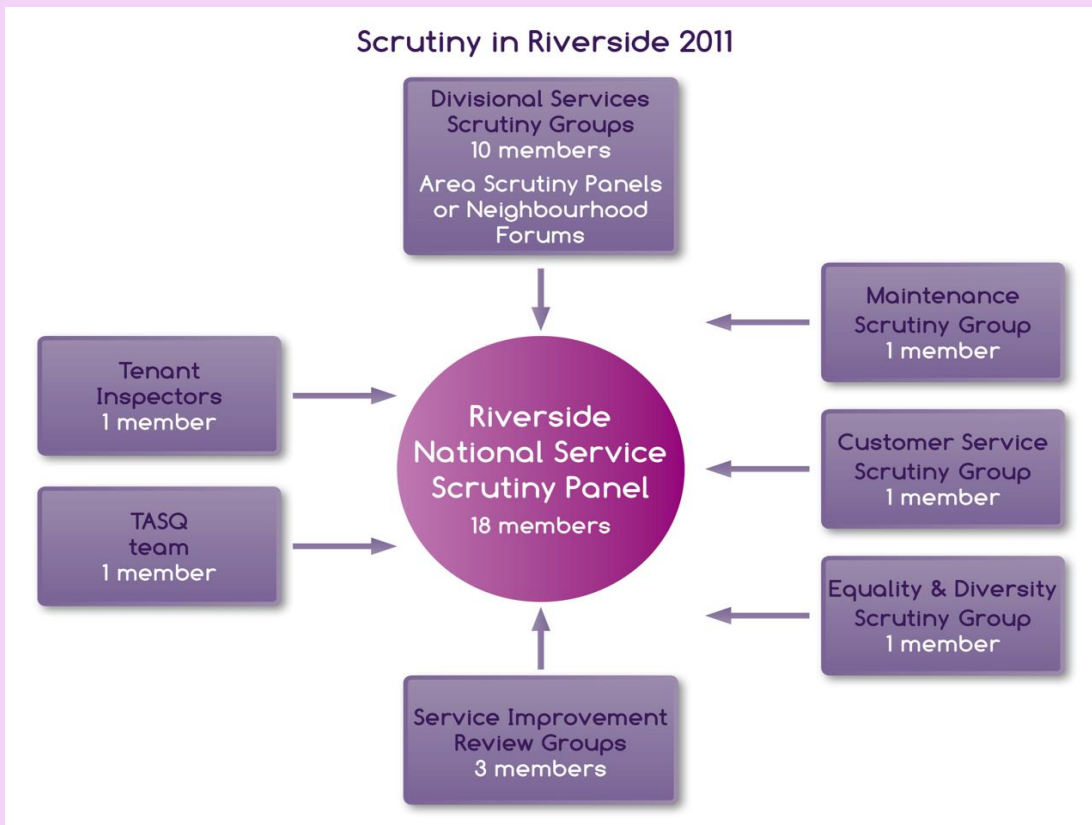 Scrutiny in Riverside 2011
Divisional Services
Scrutiny Groups
10 members
Area Scrutiny Panels
or Neighbourhood
Forums
Tenant
Inspectors
1 member
TASQ
team
1 member
Riverside
National Service
Scrutiny Panel
18 members
Maintenance
Scrutiny Group
1 member
Customer Service
Scrutiny Group
1 member
Equality & Diversity
Scrutiny Group
1 member
Service Improvement
Review Groups
3 members